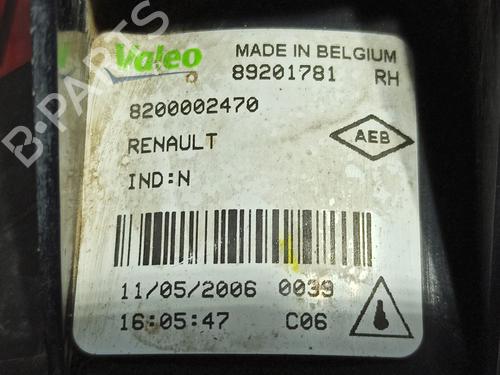 Valeo
MADE IN BELGIUM
89201781 RH
8200002470
RENAULT
AEB
IND:N
11/05/2006 0039
16:05:47 C06
B-PARTS